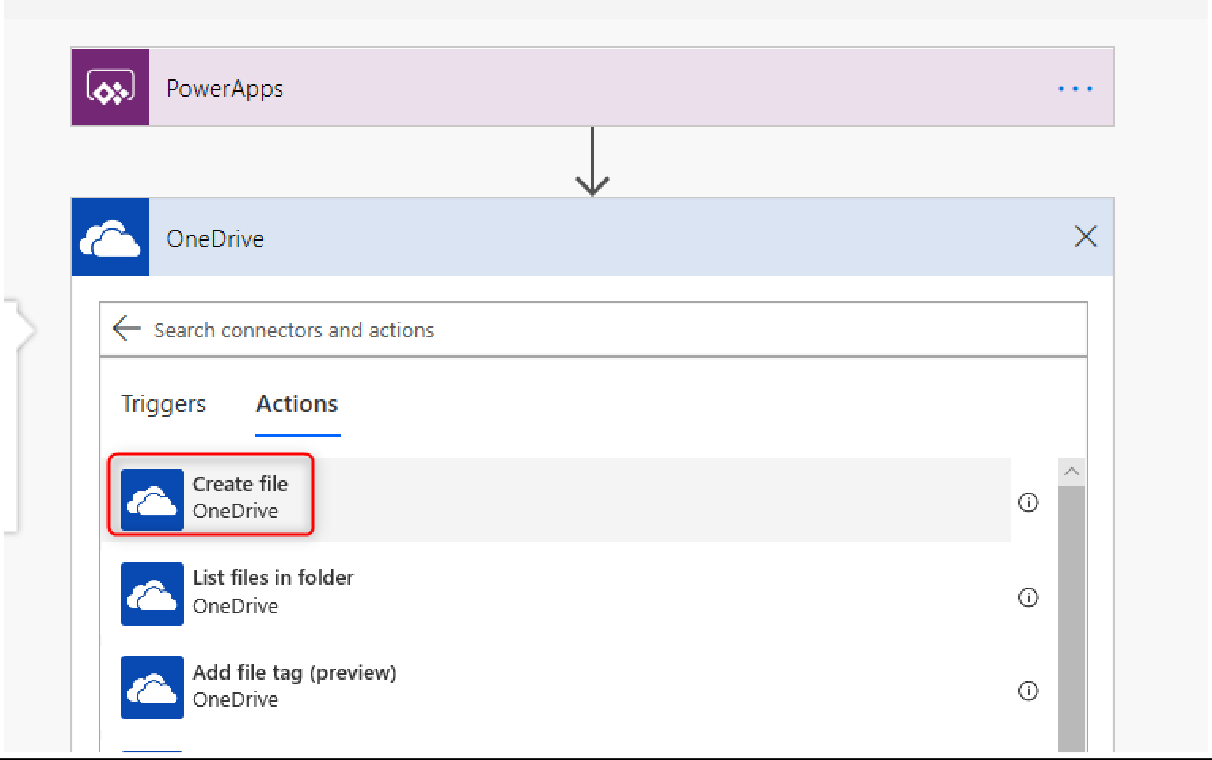 PowerApps
OneDrive
Search connectors and actions
Triggers Actions
Create file
OneDrive
List files in folder
OneDrive
Add file tag (preview)
OneDrive